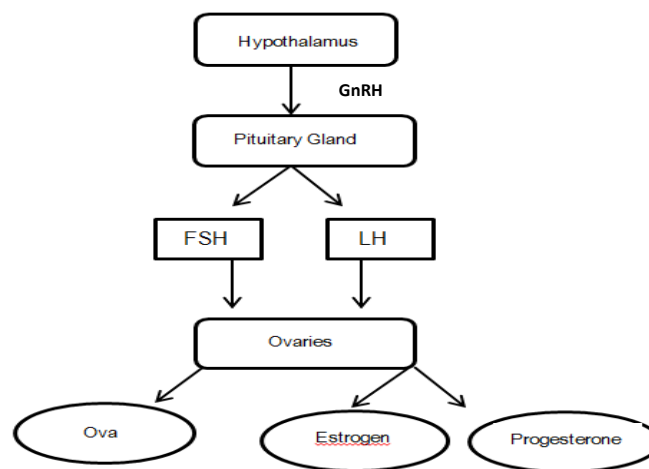 Hypothalamus
GnRH
Pituitary Gland
FSH
LH
Ovaries
Ova
Estrogen
Progesterone